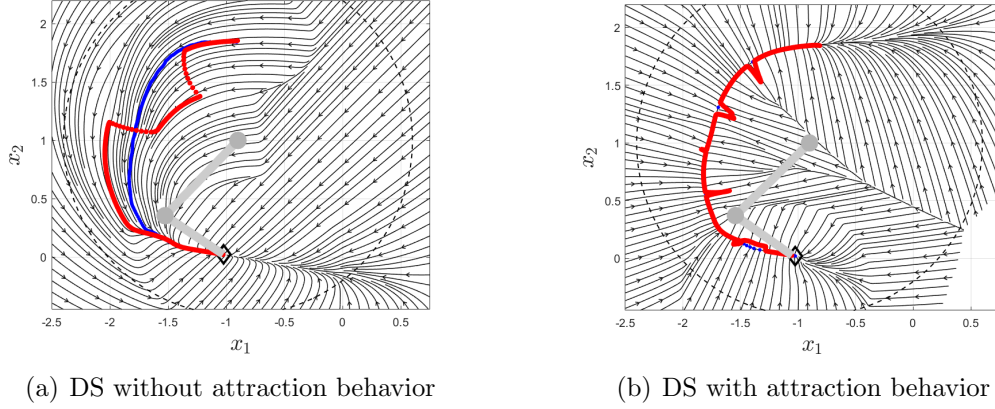 2
1.5
1
0.5
0
x₂
-2.5 -2 -1.5 -1 -0.5 0 0.5
x₁
(a) DS without attraction behavior
2
1.5
1
0.5
0
x₂
-2.5 -2 -1.5 -1 -0.5 0 0.5
x₁
(b) DS with attraction behavior